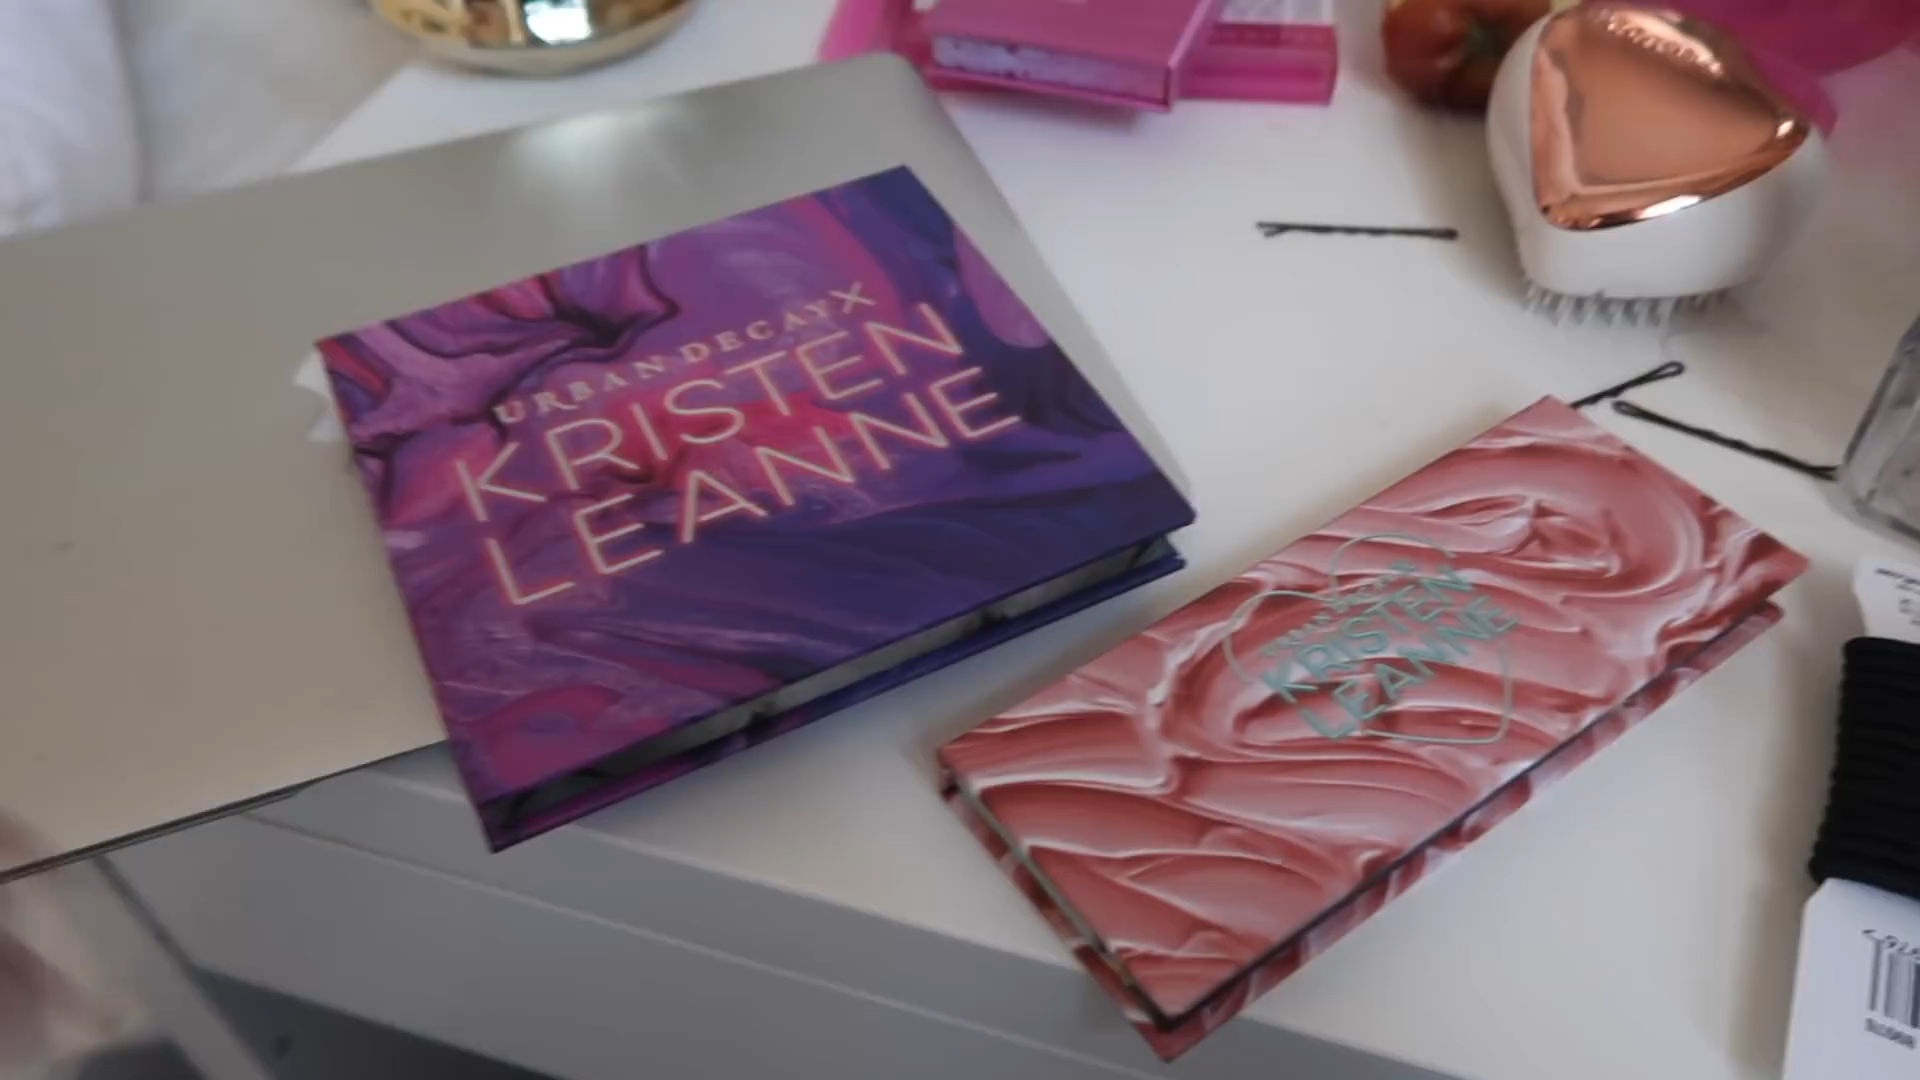 URBAN DECAY X
KRISTEN
LEANNE
KRISTEN
LEANNE